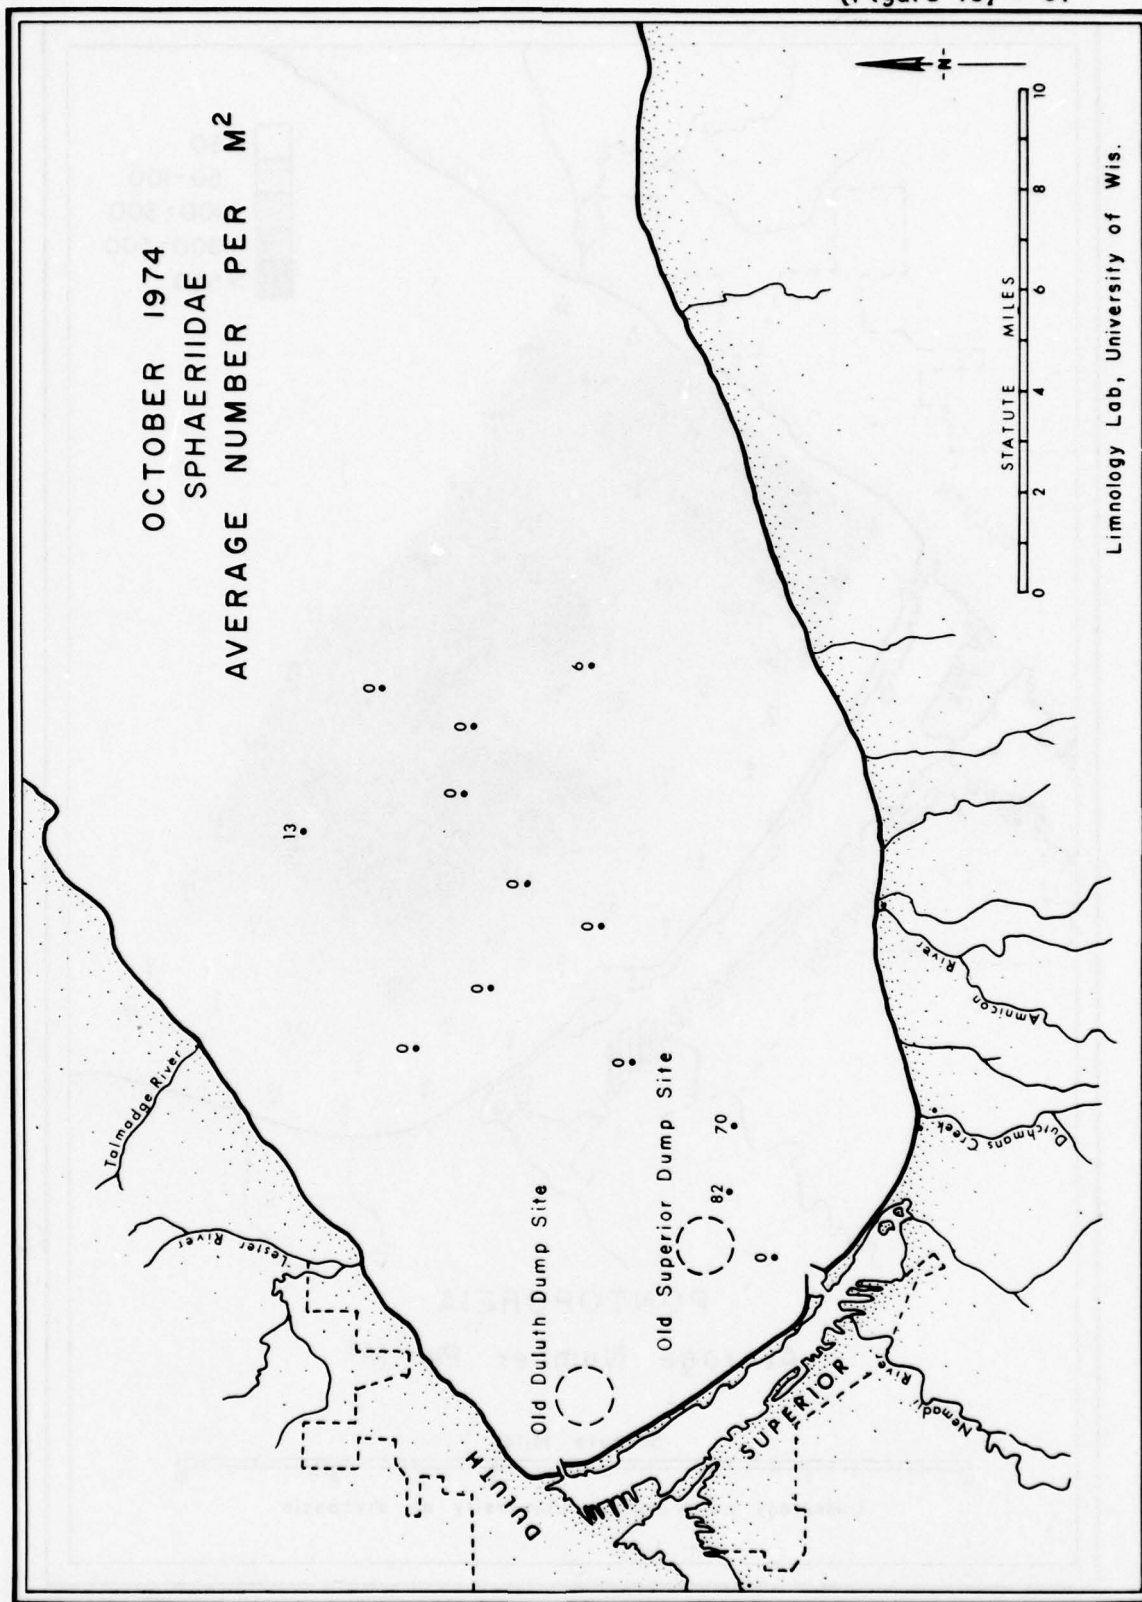 OCTOBER 1974
SPHAERIIDAE
AVERAGE NUMBER PER M²
Talmadge River
Lester River
DULUTH
Old Duluth Dump Site
Old Superior Dump Site
SUPERIOR
Nemadji River
Dutchmans Creek
Amnicon River
13
0
0
0
0
0
0
0
0
6
70
82
0
-N-
STATUTE MILES
0 2 4 6 8 10
Limnology Lab, University of Wis.